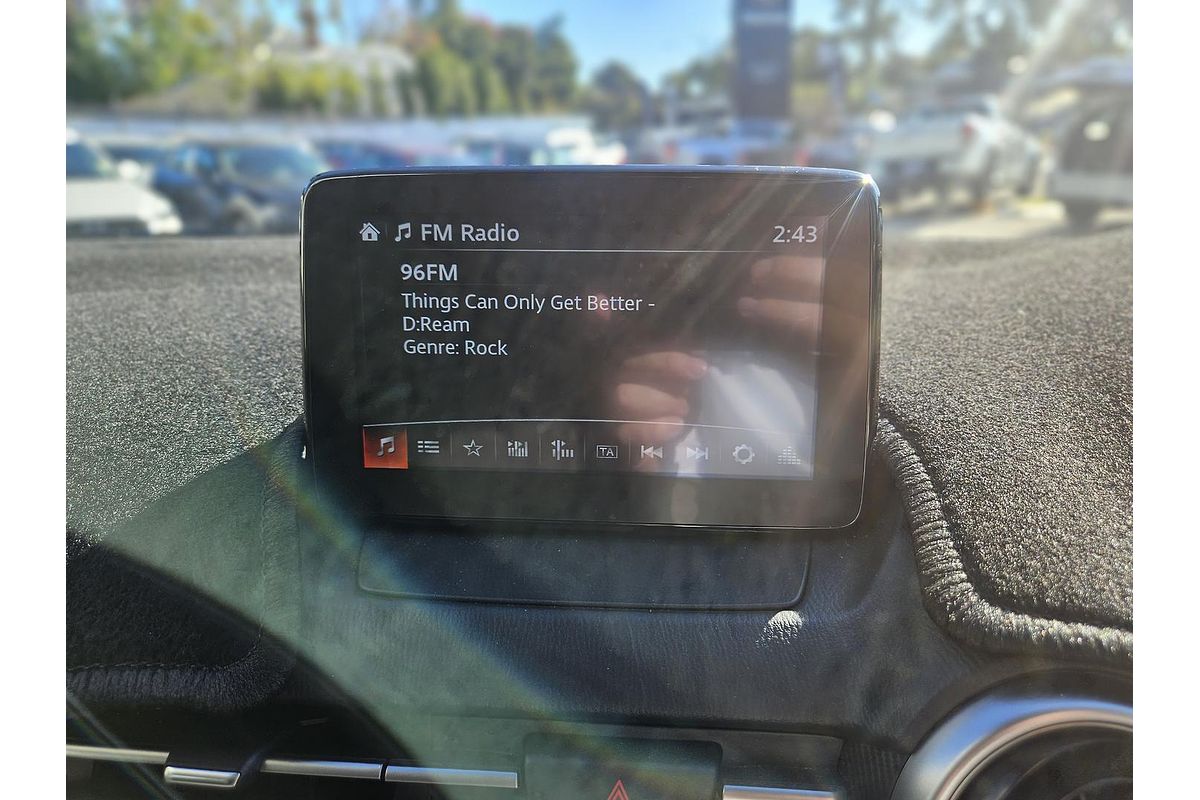 FM Radio 2:43
96FM
Things Can Only Get Better -
D:Ream
Genre: Rock
TA